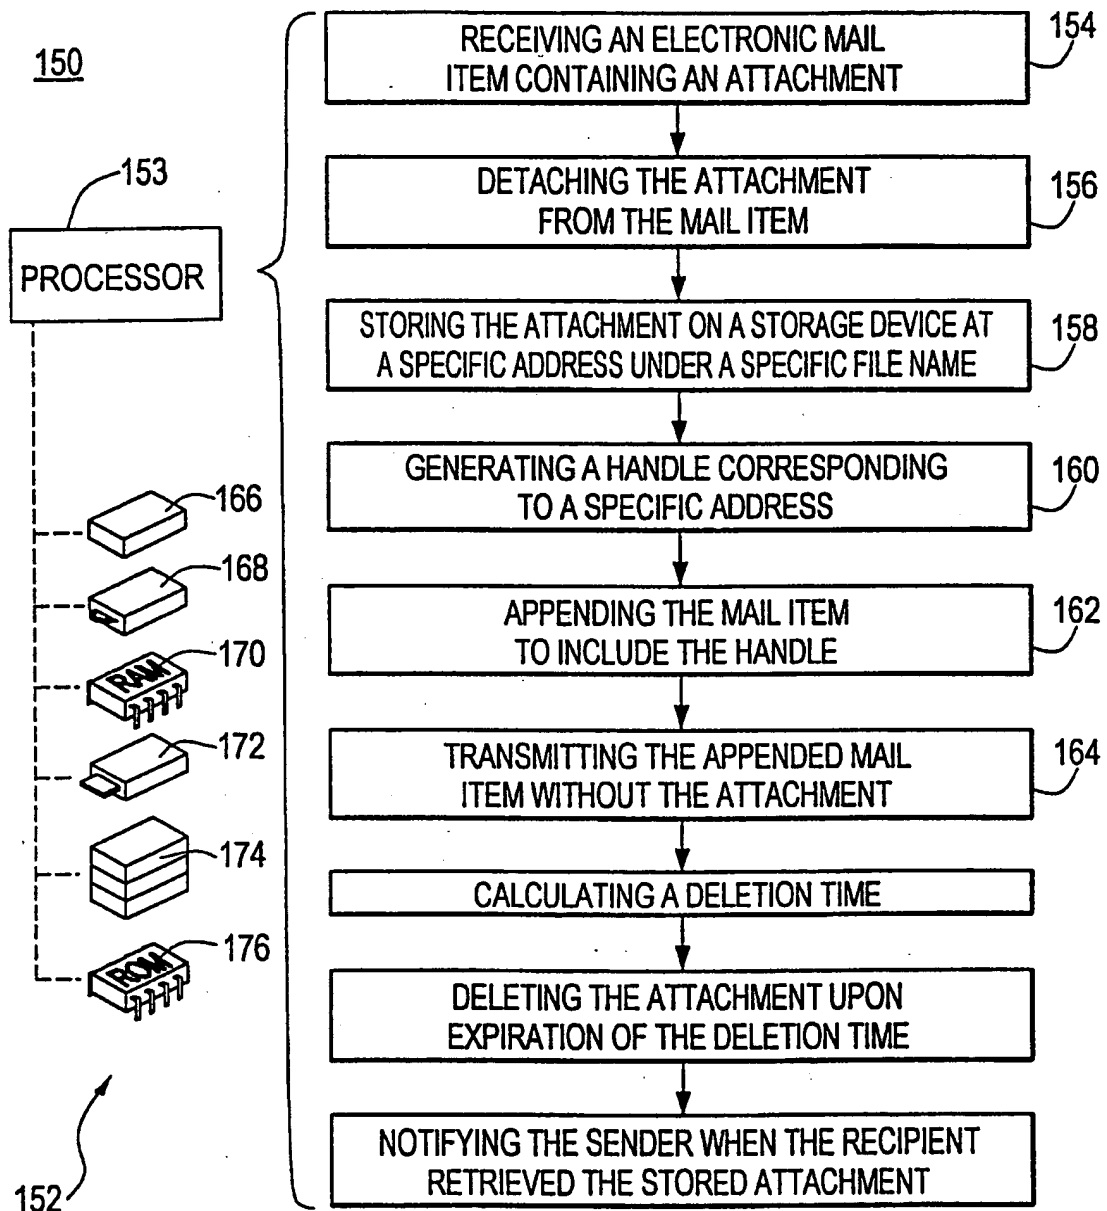 150
153
PROCESSOR
166
168
170
RAM
172
174
176
ROM
152
RECEIVING AN ELECTRONIC MAIL
ITEM CONTAINING AN ATTACHMENT
154
DETACHING THE ATTACHMENT
FROM THE MAIL ITEM
156
STORING THE ATTACHMENT ON A STORAGE DEVICE AT
A SPECIFIC ADDRESS UNDER A SPECIFIC FILE NAME
158
GENERATING A HANDLE CORRESPONDING
TO A SPECIFIC ADDRESS
160
APPENDING THE MAIL ITEM
TO INCLUDE THE HANDLE
162
TRANSMITTING THE APPENDED MAIL
ITEM WITHOUT THE ATTACHMENT
164
CALCULATING A DELETION TIME
DELETING THE ATTACHMENT UPON
EXPIRATION OF THE DELETION TIME
NOTIFYING THE SENDER WHEN THE RECIPIENT
RETRIEVED THE STORED ATTACHMENT